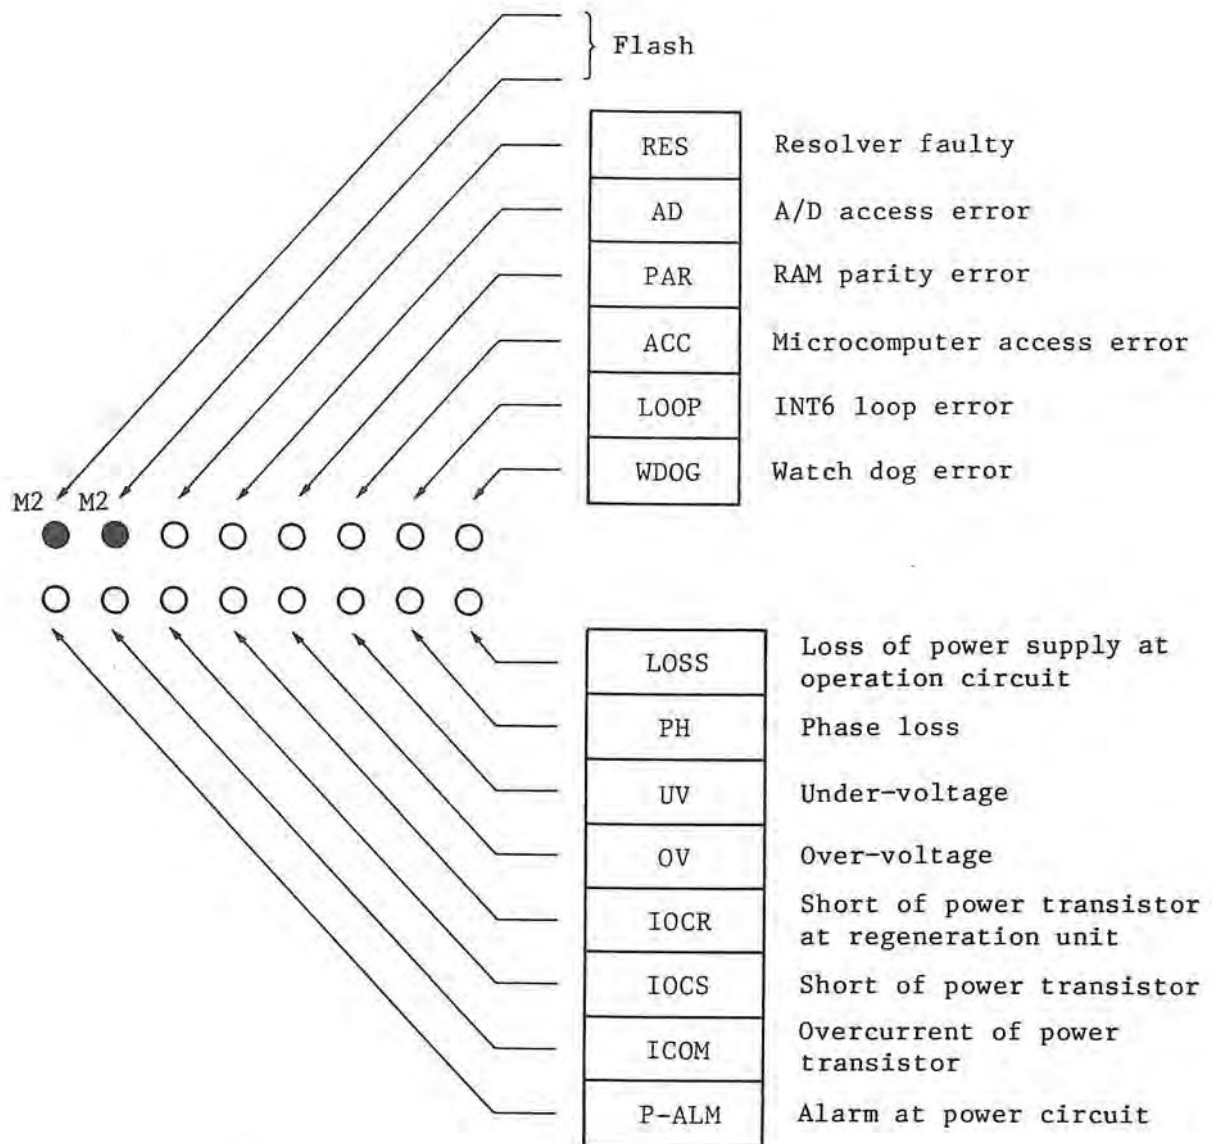 Flash
RES Resolver faulty
AD A/D access error
PAR RAM parity error
ACC Microcomputer access error
LOOP INT6 loop error
WDOG Watch dog error
M2 M2
LOSS Loss of power supply at
operation circuit
PH Phase loss
UV Under-voltage
OV Over-voltage
IOCR Short of power transistor
at regeneration unit
IOCS Short of power transistor
ICOM Overcurrent of power
transistor
P-ALM Alarm at power circuit